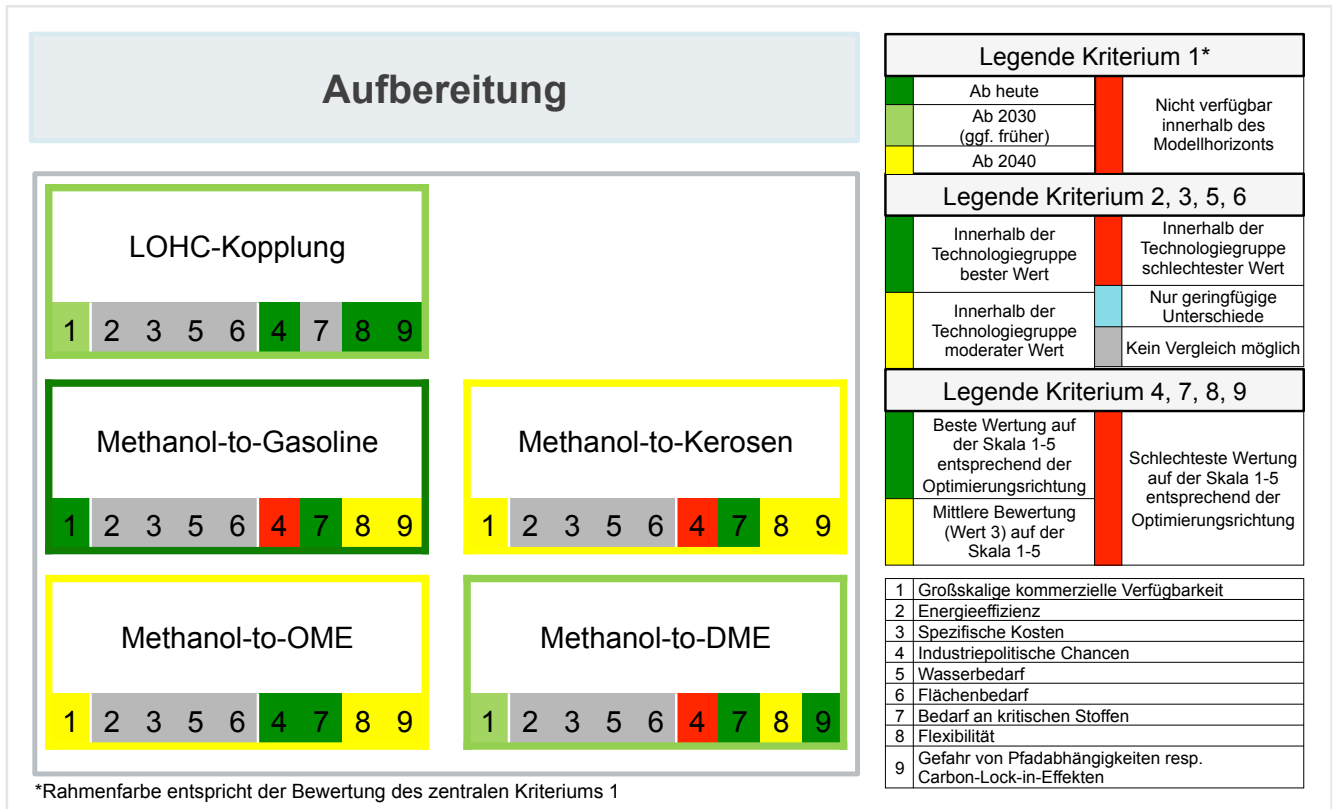 Aufbereitung
LOHC-Kopplung
1 2 3 5 6 4 7 8 9
Methanol-to-Gasoline
1 2 3 5 6 4 7 8 9
Methanol-to-Kerosen
1 2 3 5 6 4 7 8 9
Methanol-to-OME
1 2 3 5 6 4 7 8 9
Methanol-to-DME
1 2 3 5 6 4 7 8 9
*Rahmenfarbe entspricht der Bewertung des zentralen Kriteriums 1
Legende Kriterium 1*
Ab heute
Ab 2030
(ggf. früher)
Ab 2040
Nicht verfügbar
innerhalb des
Modellhorizonts
Legende Kriterium 2, 3, 5, 6
Innerhalb der
Technologiegruppe
bester Wert
Innerhalb der
Technologiegruppe
moderater Wert
Innerhalb der
Technologiegruppe
schlechtester Wert
Nur geringfügige
Unterschiede
Kein Vergleich möglich
Legende Kriterium 4, 7, 8, 9
Beste Wertung auf
der Skala 1-5
entsprechend der
Optimierungsrichtung
Mittlere Bewertung
(Wert 3) auf der
Skala 1-5
Schlechteste Wertung
auf der Skala 1-5
entsprechend der
Optimierungsrichtung
1 Großskalige kommerzielle Verfügbarkeit
2 Energieeffizienz
3 Spezifische Kosten
4 Industriepolitische Chancen
5 Wasserbedarf
6 Flächenbedarf
7 Bedarf an kritischen Stoffen
8 Flexibilität
9 Gefahr von Pfadabhängigkeiten resp.
Carbon-Lock-in-Effekten